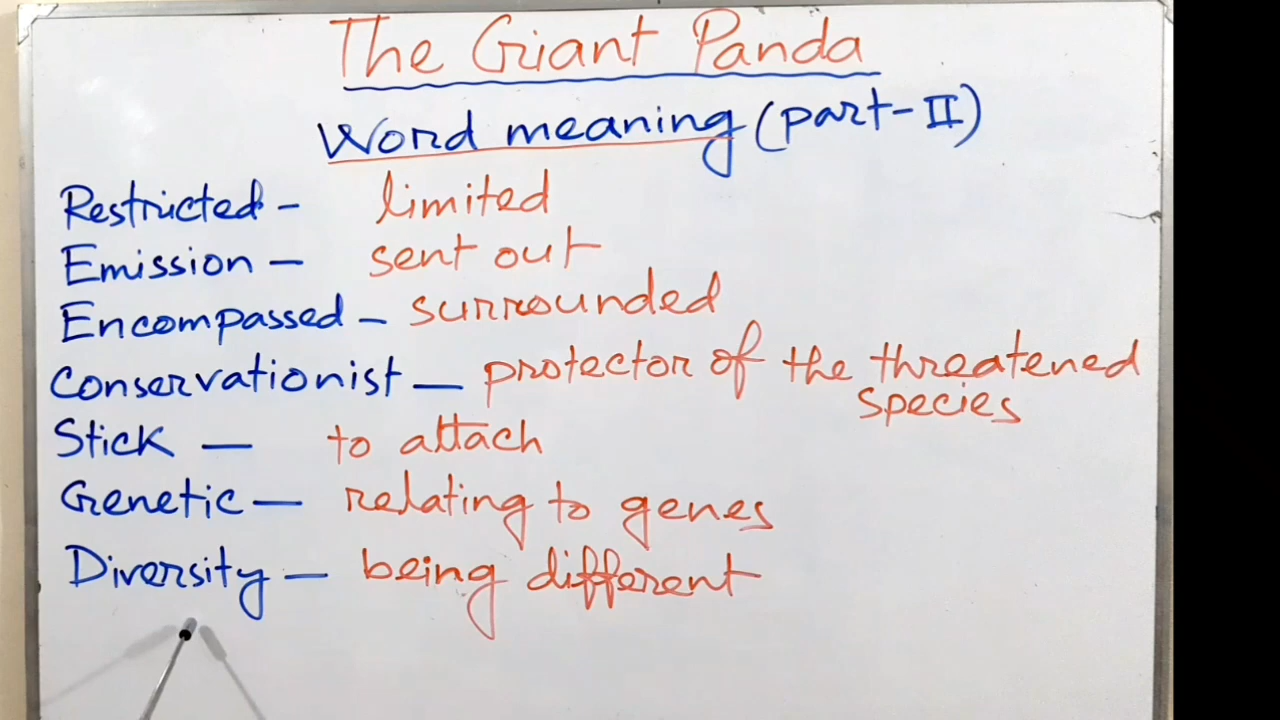 The Giant Panda
Word meaning (part-II)
Restricted - limited
Emission - sent out
Encompassed - surrounded
Conservationist - protector of the threatened
species
Stick - to attach
Genetic - relating to genes
Diversity - being different